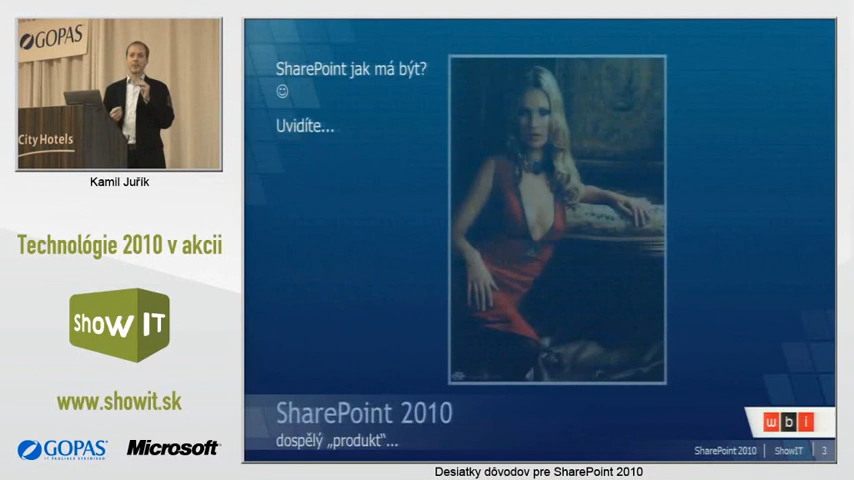 GOPAS
City Hotels
Kamil Juřík
Technológie 2010 v akcii
Show IT
www.showit.sk
GOPAS
Microsoft
SharePoint jak má být?
☺
Uvidíte...
SharePoint 2010
dospělý „produkt“...
wbi
SharePoint 2010 | ShowIT | 3
Desiatky dôvodov pre SharePoint 2010